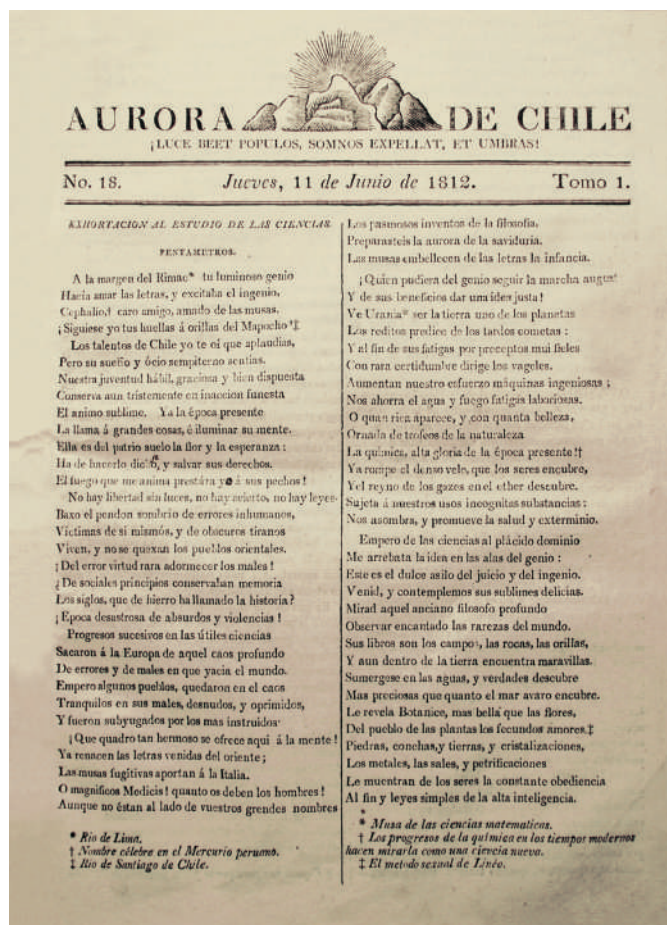 AURORA DE CHILE
¡LUCE BEET POPULOS, SOMNOS EXPELLAT, ET UMBRAS!
No. 18. Jueves, 11 de Junio de 1812. Tomo 1.
EXHORTACION AL ESTUDIO DE LAS CIENCIAS.
PENTAMETROS.
A la margen del Rimac* tu luminoso genio
Hacia amar las letras, y excitaba el ingenio,
Cephalio,† caro amigo, amado de las musas,
¡Siguiese yo tus huellas á orillas del Mapocho!‡
Los talentos de Chile yo te oí que aplaudias,
Pero su sueño y ócio sempiterno sentias.
Nuestra juventud hábil, graciosa y bien dispuesta
Conserva aun tristemente en inaccion funesta
El animo sublime. Ya la época presente
La llama á grandes cosas, é iluminar su mente.
Ella es del patrio suelo la flor y la esperanza:
Ha de hacerlo dichó, y salvar sus derechos.
El fuego que me anima prestára yo á sus pechos!
No hay libertad sin luces, no hay acierto, no hay leyes.
Baxo el pendon sombrio de errores inhumanos,
Victimas de si mismós, y de obscuros tiranos
Viven, y no se quexan los pueblos orientales.
¡Del error virtud rara adormecer los males!
¿De sociales principios conservaban memoria
Los siglos, que de hierro ha llamado la historia?
¡Epoca desastrosa de absurdos y violencias!
Progresos sucesivos en las útiles ciencias
Sacaron á la Europa de aquel caos profundo
De errores y de males en que yacia el mundo.
Empero algunos pueblos, quedaron en el caos
Tranquilos en sus males, desnudos, y oprimidos,
Y fueron subyugados por los mas instruidos.
¡Que quadro tan hermoso se ofrece aqui á la mente!
Ya renacen las letras venidas del oriente;
Las musas fugitivas aportan á la Italia.
O magnificos Medicis! quanto os deben los hombres!
Aunque no éstan al lado de vuestros grendes nombres
* Rio de Lima.
† Nombre célebre en el Mercurio peruano.
‡ Rio de Santiago de Chile.
Los pasmosos inventos de la filosofia,
Preparasteis la aurora de la saviduria.
Las musas embellecen de las letras la infancia.
¡Quien pudiera del genio seguir la marcha augus
Y de sus beneficios dar una idea justa!
Ve Urania* ser la tierra uno de los planetas
Los reditos predice de los tardos cometas:
Y al fin de sus fatigas por preceptos mui fieles
Con rara certidumbre dirige los vageles.
Aumentan nuestro esfuerzo máquinas ingeniosas;
Nos ahorra el agua y fuego fatigas laboriosas.
O quan rica aparece, y con quanta belleza,
Ornada de trofeos de la naturaleza
La química, alta gloria de la época presente!†
Ya rompe el denso velo, que los seres encubre,
Y el reyno de los gazes en el ether descubre.
Sujeta á nuestros usos incognitas substancias:
Nos asombra, y promueve la salud y exterminio.
Empero de las ciencias al plácido dominio
Me arrebata la idea en las alas del genio:
Este es el dulce asilo del juicio y del ingenio.
Venid, y contemplemos sus sublimes delicias.
Mirad aquel anciano filosofo profundo
Observar encantado las rarezas del mundo.
Sus libros son los campos, las rocas, las orillas,
Y aun dentro de la tierra encuentra maravillas.
Sumergese en las aguas, y verdades descubre
Mas preciosas que quanto el mar avaro encubre.
Le revela Botanice, mas bella que las flores,
Del pueblo de las plantas los fecundos amores.‡
Piedras, conchas, y tierras, y cristalizaciones,
Los metales, las sales, y petrificaciones
Le muentran de los seres la constante obediencia
Al fin y leyes simples de la alta inteligencia.
*
* Musa de las ciencias matematicas.
† Los progresos de la química en los tiempor modernos
hacen mirarla como una ciencia nueva.
‡ El metodo sexual de Linéo.